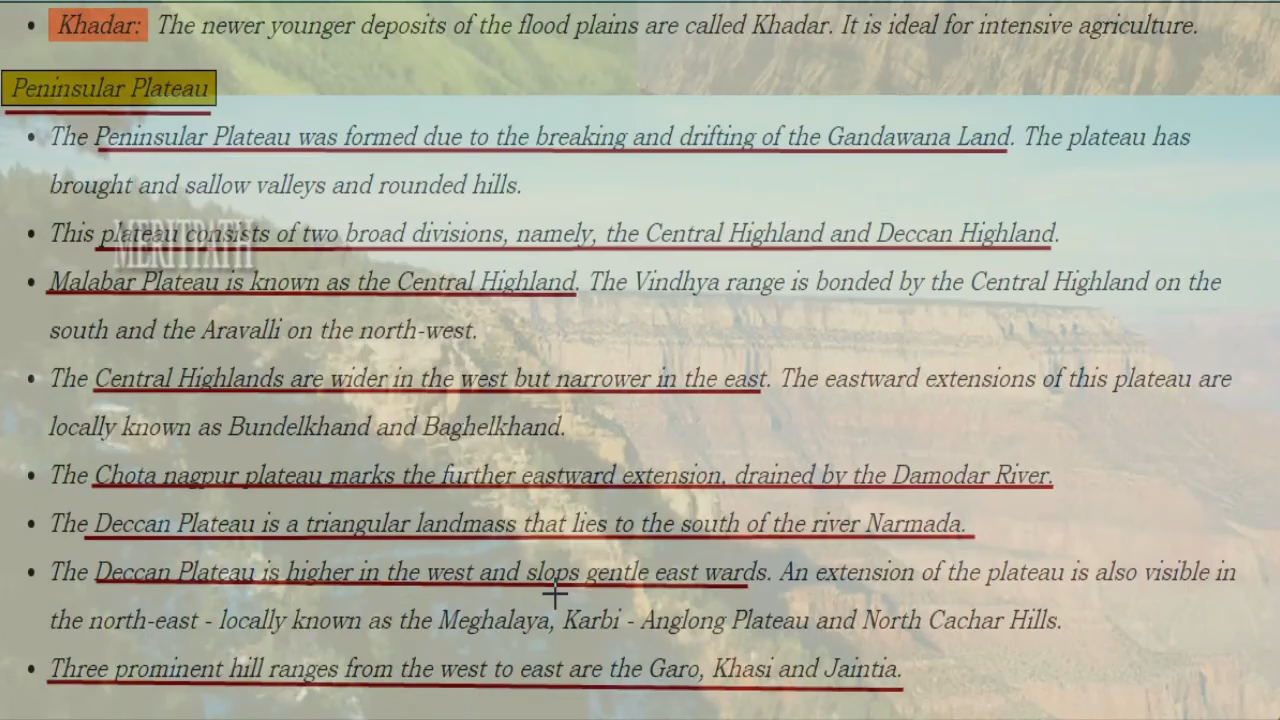 • Khadar: The newer younger deposits of the flood plains are called Khadar. It is ideal for intensive agriculture.
Peninsular Plateau
• The Peninsular Plateau was formed due to the breaking and drifting of the Gandawana Land. The plateau has
brought and sallow valleys and rounded hills.
• This plateau consists of two broad divisions, namely, the Central Highland and Deccan Highland.
MERITPATH
• Malabar Plateau is known as the Central Highland. The Vindhya range is bonded by the Central Highland on the
south and the Aravalli on the north-west.
• The Central Highlands are wider in the west but narrower in the east. The eastward extensions of this plateau are
locally known as Bundelkhand and Baghelkhand.
• The Chota nagpur plateau marks the further eastward extension, drained by the Damodar River.
• The Deccan Plateau is a triangular landmass that lies to the south of the river Narmada.
• The Deccan Plateau is higher in the west and slops gentle east wards. An extension of the plateau is also visible in
the north-east - locally known as the Meghalaya, Karbi - Anglong Plateau and North Cachar Hills.
• Three prominent hill ranges from the west to east are the Garo, Khasi and Jaintia.